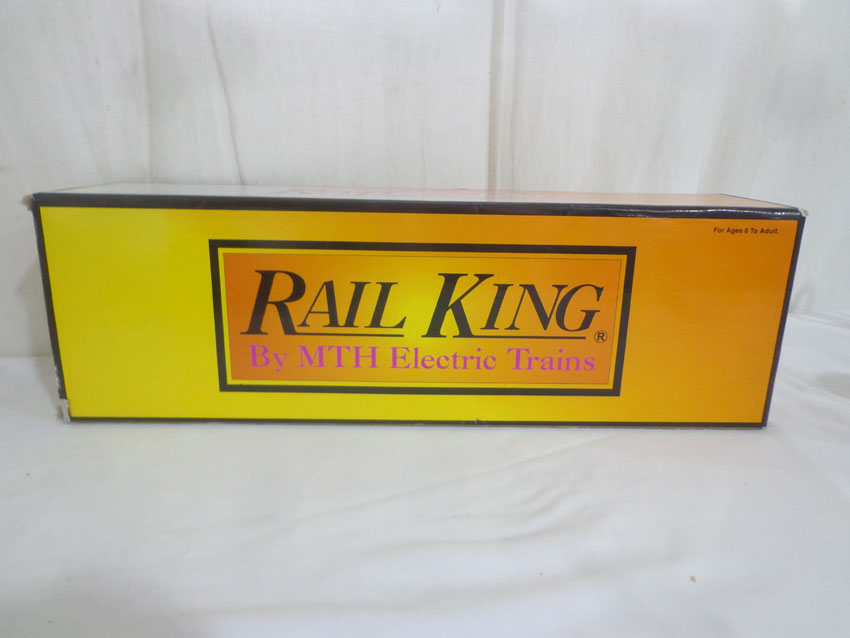 For Ages 8 To Adult.
RAIL KING®
By MTH Electric Trains